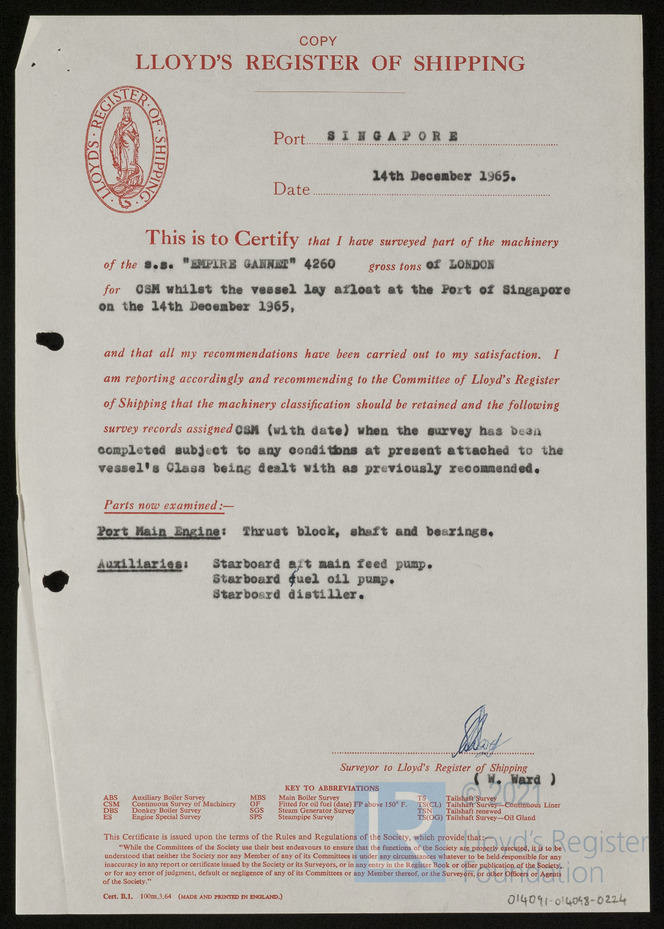 COPY
LLOYD'S REGISTER OF SHIPPING
LLOYD'S · REGISTER · OF · SHIPPING
Port SINGAPORE
14th December 1965.
Date
This is to Certify that I have surveyed part of the machinery
of the s.s. "EMPIRE GANNET" 4260 gross tons of LONDON
for CSM whilst the vessel lay afloat at the Port of Singapore
on the 14th December 1965,
and that all my recommendations have been carried out to my satisfaction. I
am reporting accordingly and recommending to the Committee of Lloyd's Register
of Shipping that the machinery classification should be retained and the following
survey records assigned CSM (with date) when the survey has been
completed subject to any conditions at present attached to the
vessel's Class being dealt with as previously recommended.
Parts now examined:—
Port Main Engine: Thrust block, shaft and bearings.
Auxiliaries: Starboard aft main feed pump.
Starboard fuel oil pump.
Starboard distiller.
Surveyor to Lloyd's Register of Shipping
( W. Ward )
KEY TO ABBREVIATIONS
ABS Auxiliary Boiler Survey MBS Main Boiler Survey TS Tailshaft Survey
CSM Continuous Survey of Machinery OF Fitted for oil fuel (date) FP above 150° F. TS(CL) Tailshaft Survey—Continuous Liner
DBS Donkey Boiler Survey SGS Steam Generator Survey TSN Tailshaft renewed
ES Engine Special Survey SPS Steampipe Survey TS(OG) Tailshaft Survey—Oil Gland
This Certificate is issued upon the terms of the Rules and Regulations of the Society, which provide that:—
"While the Committees of the Society use their best endeavours to ensure that the functions of the Society are properly executed, it is to be
understood that neither the Society nor any Member of any of its Committees is under any circumstances whatever to be held responsible for any
inaccuracy in any report or certificate issued by the Society or its Surveyors, or in any entry in the Register Book or other publication of the Society,
or for any error of judgment, default or negligence of any of its Committees or any Member thereof, or the Surveyors, or other Officers or Agents
of the Society."
Cert. B.1. 100m,3,64 (MADE AND PRINTED IN ENGLAND.)
© 2021
LR
Lloyd's Register
Foundation
014091-014098-0224